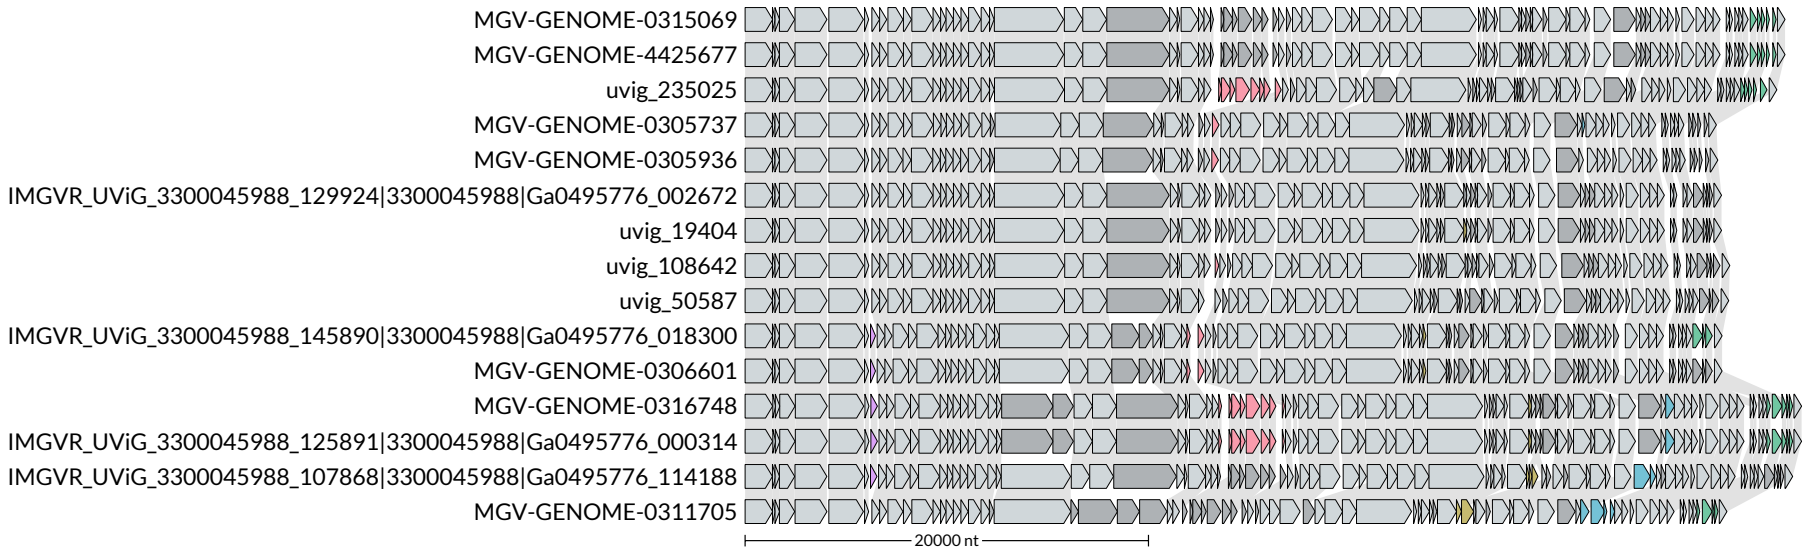 MGV-GENOME-0315069
MGV-GENOME-4425677
uvig_235025
MGV-GENOME-0305737
MGV-GENOME-0305936
IMGVR_UViG_3300045988_129924|3300045988|Ga0495776_002672
uvig_19404
uvig_108642
uvig_50587
IMGVR_UViG_3300045988_145890|3300045988|Ga0495776_018300
MGV-GENOME-0306601
MGV-GENOME-0316748
IMGVR_UViG_3300045988_125891|3300045988|Ga0495776_000314
IMGVR_UViG_3300045988_107868|3300045988|Ga0495776_114188
MGV-GENOME-0311705
20000 nt